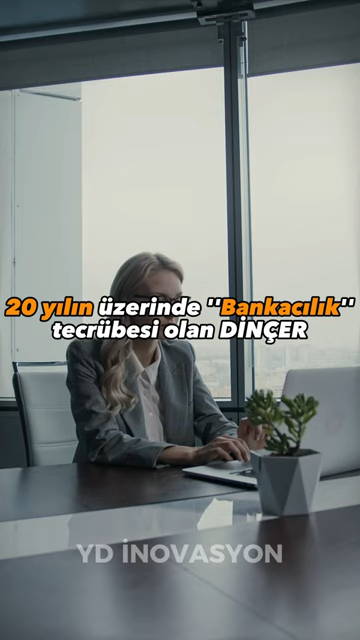 20 yılın üzerinde ''Bankacılık''
tecrübesi olan DİNÇER
YD İNOVASYON